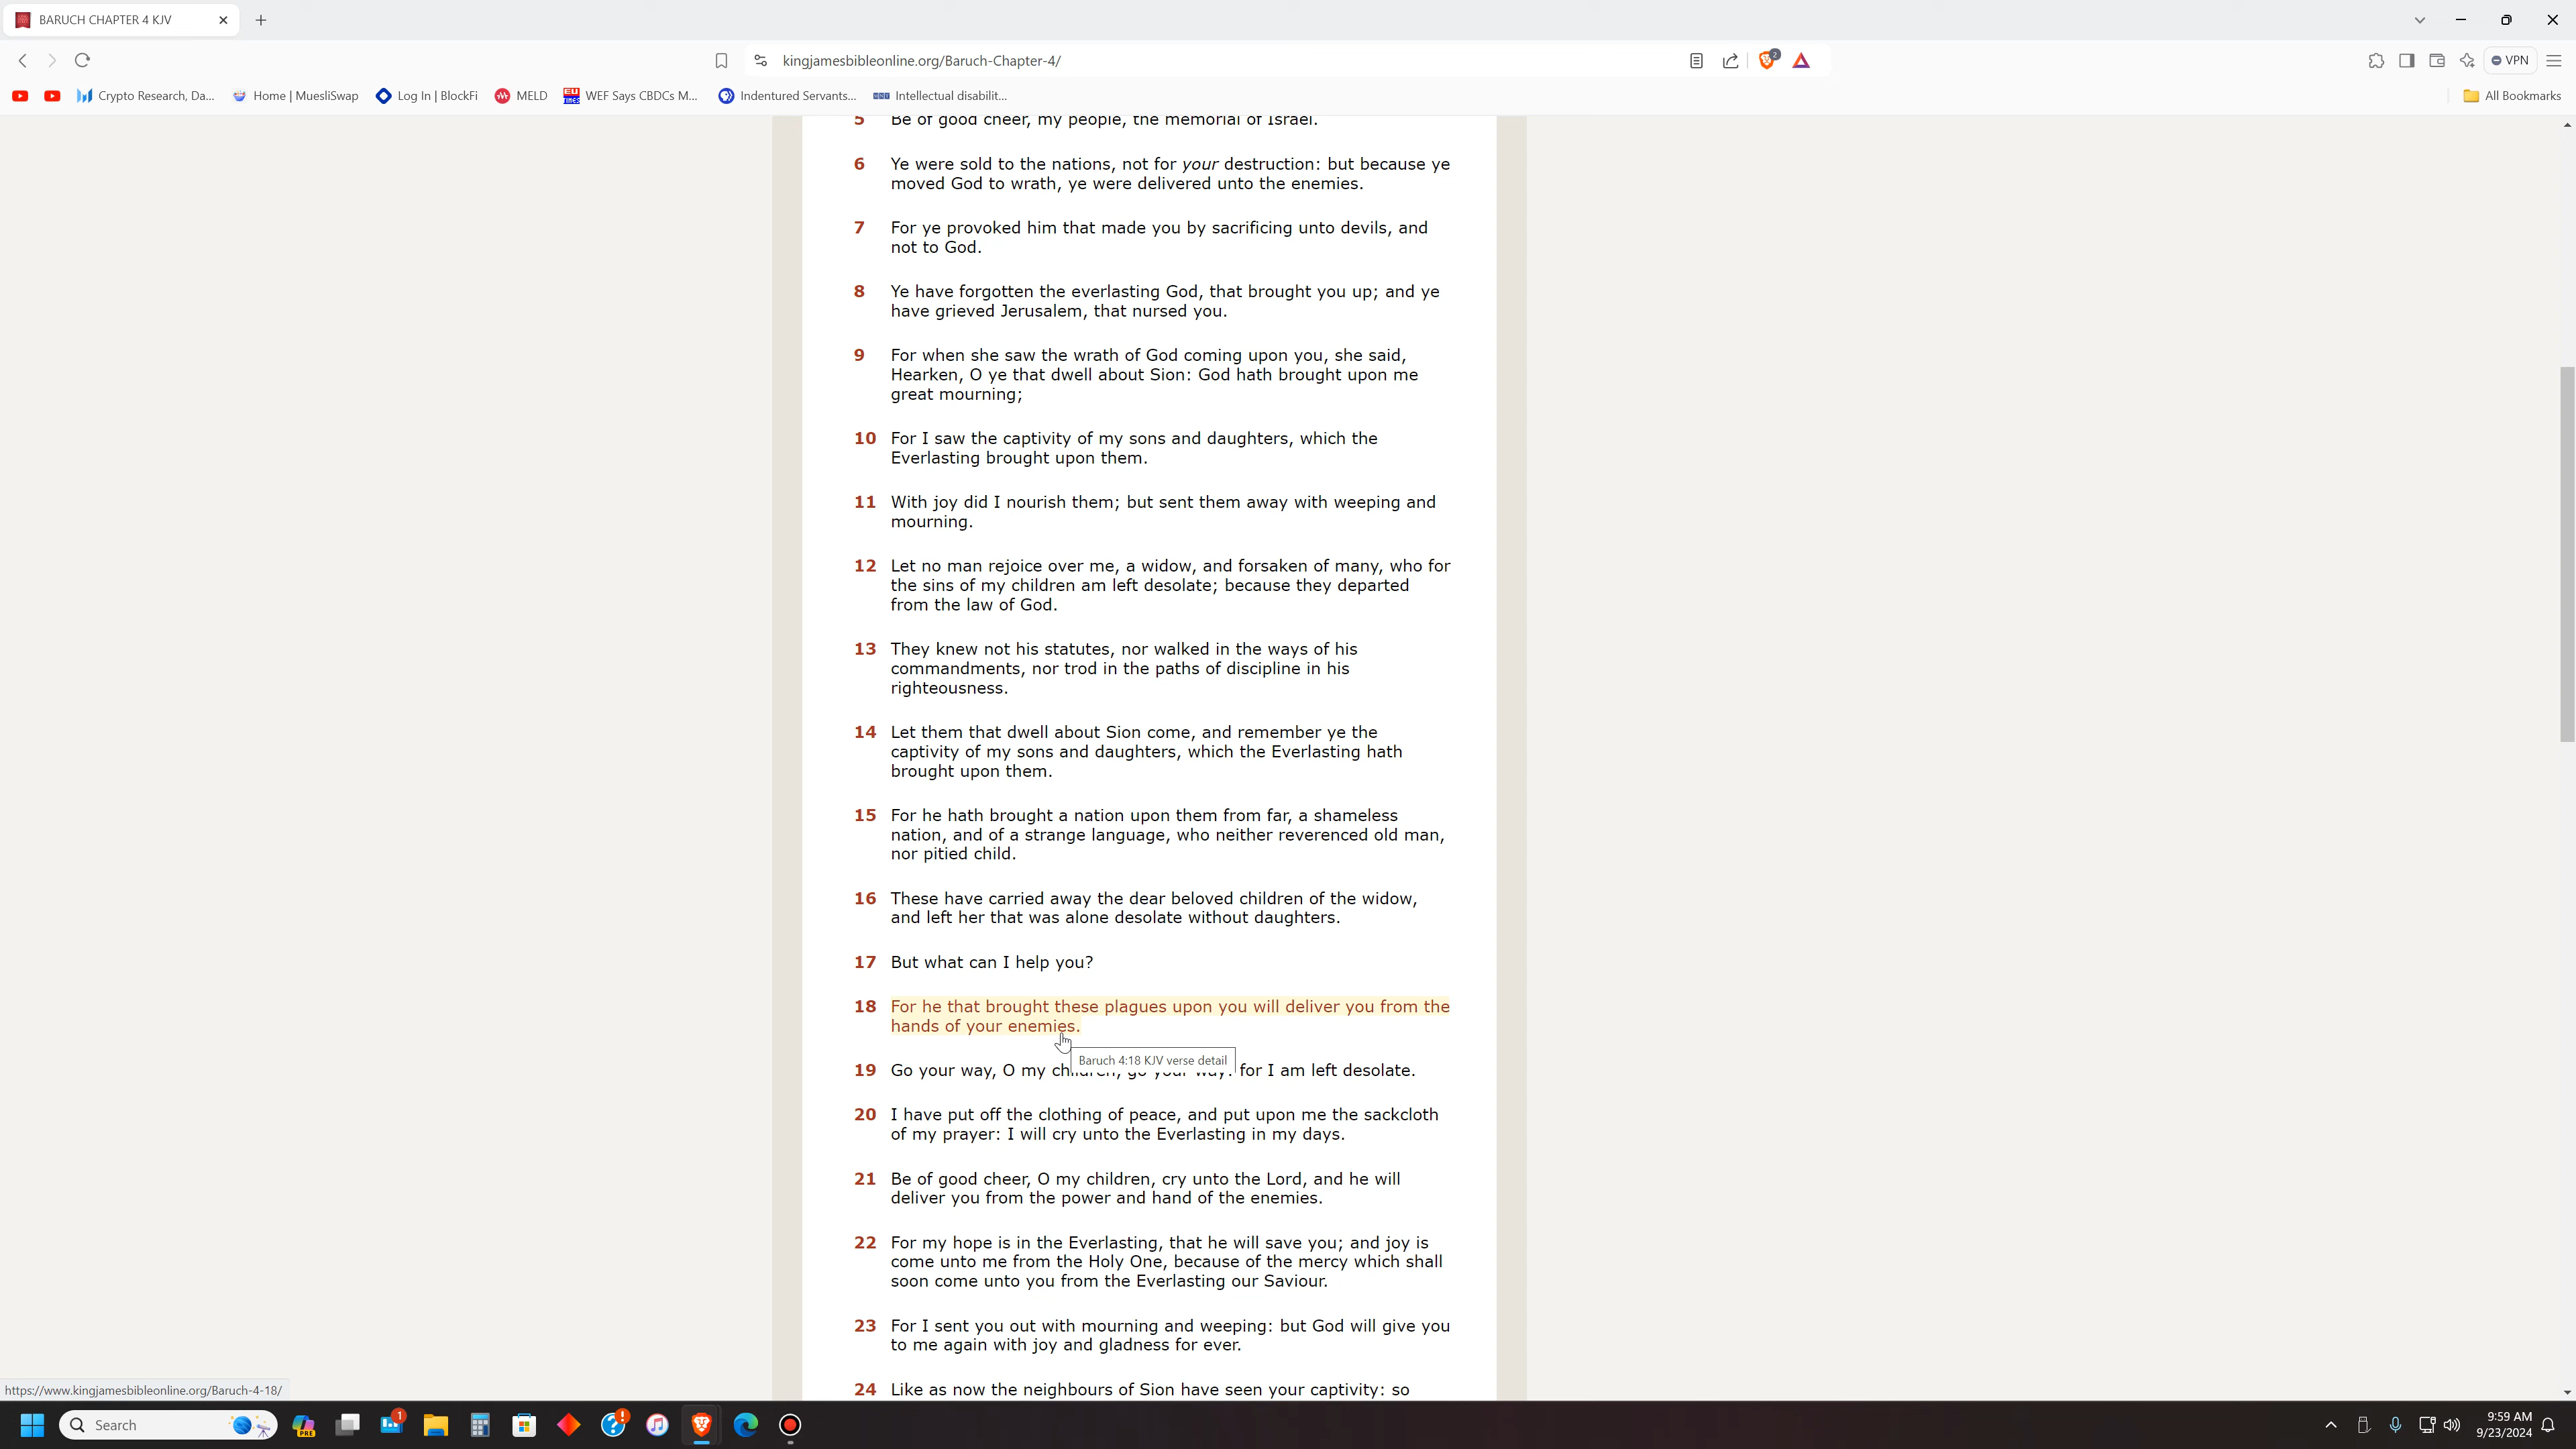 BARUCH CHAPTER 4 KJV
kingjamesbibleonline.org/Baruch-Chapter-4/
2
VPN
Crypto Research, Da...
Home | MuesliSwap
Log In | BlockFi
MELD
WEF Says CBDCs M...
Indentured Servants...
Intellectual disabilit...
All Bookmarks
5 Be of good cheer, my people, the memorial of Israel.
6 Ye were sold to the nations, not for your destruction: but because ye
moved God to wrath, ye were delivered unto the enemies.
7 For ye provoked him that made you by sacrificing unto devils, and
not to God.
8 Ye have forgotten the everlasting God, that brought you up; and ye
have grieved Jerusalem, that nursed you.
9 For when she saw the wrath of God coming upon you, she said,
Hearken, O ye that dwell about Sion: God hath brought upon me
great mourning;
10 For I saw the captivity of my sons and daughters, which the
Everlasting brought upon them.
11 With joy did I nourish them; but sent them away with weeping and
mourning.
12 Let no man rejoice over me, a widow, and forsaken of many, who for
the sins of my children am left desolate; because they departed
from the law of God.
13 They knew not his statutes, nor walked in the ways of his
commandments, nor trod in the paths of discipline in his
righteousness.
14 Let them that dwell about Sion come, and remember ye the
captivity of my sons and daughters, which the Everlasting hath
brought upon them.
15 For he hath brought a nation upon them from far, a shameless
nation, and of a strange language, who neither reverenced old man,
nor pitied child.
16 These have carried away the dear beloved children of the widow,
and left her that was alone desolate without daughters.
17 But what can I help you?
18 For he that brought these plagues upon you will deliver you from the
hands of your enemies.
Baruch 4:18 KJV verse detail
19 Go your way, O my children, go your way: for I am left desolate.
20 I have put off the clothing of peace, and put upon me the sackcloth
of my prayer: I will cry unto the Everlasting in my days.
21 Be of good cheer, O my children, cry unto the Lord, and he will
deliver you from the power and hand of the enemies.
22 For my hope is in the Everlasting, that he will save you; and joy is
come unto me from the Holy One, because of the mercy which shall
soon come unto you from the Everlasting our Saviour.
23 For I sent you out with mourning and weeping: but God will give you
to me again with joy and gladness for ever.
24 Like as now the neighbours of Sion have seen your captivity: so
https://www.kingjamesbibleonline.org/Baruch-4-18/
Search
PRE
1
9:59 AM
9/23/2024